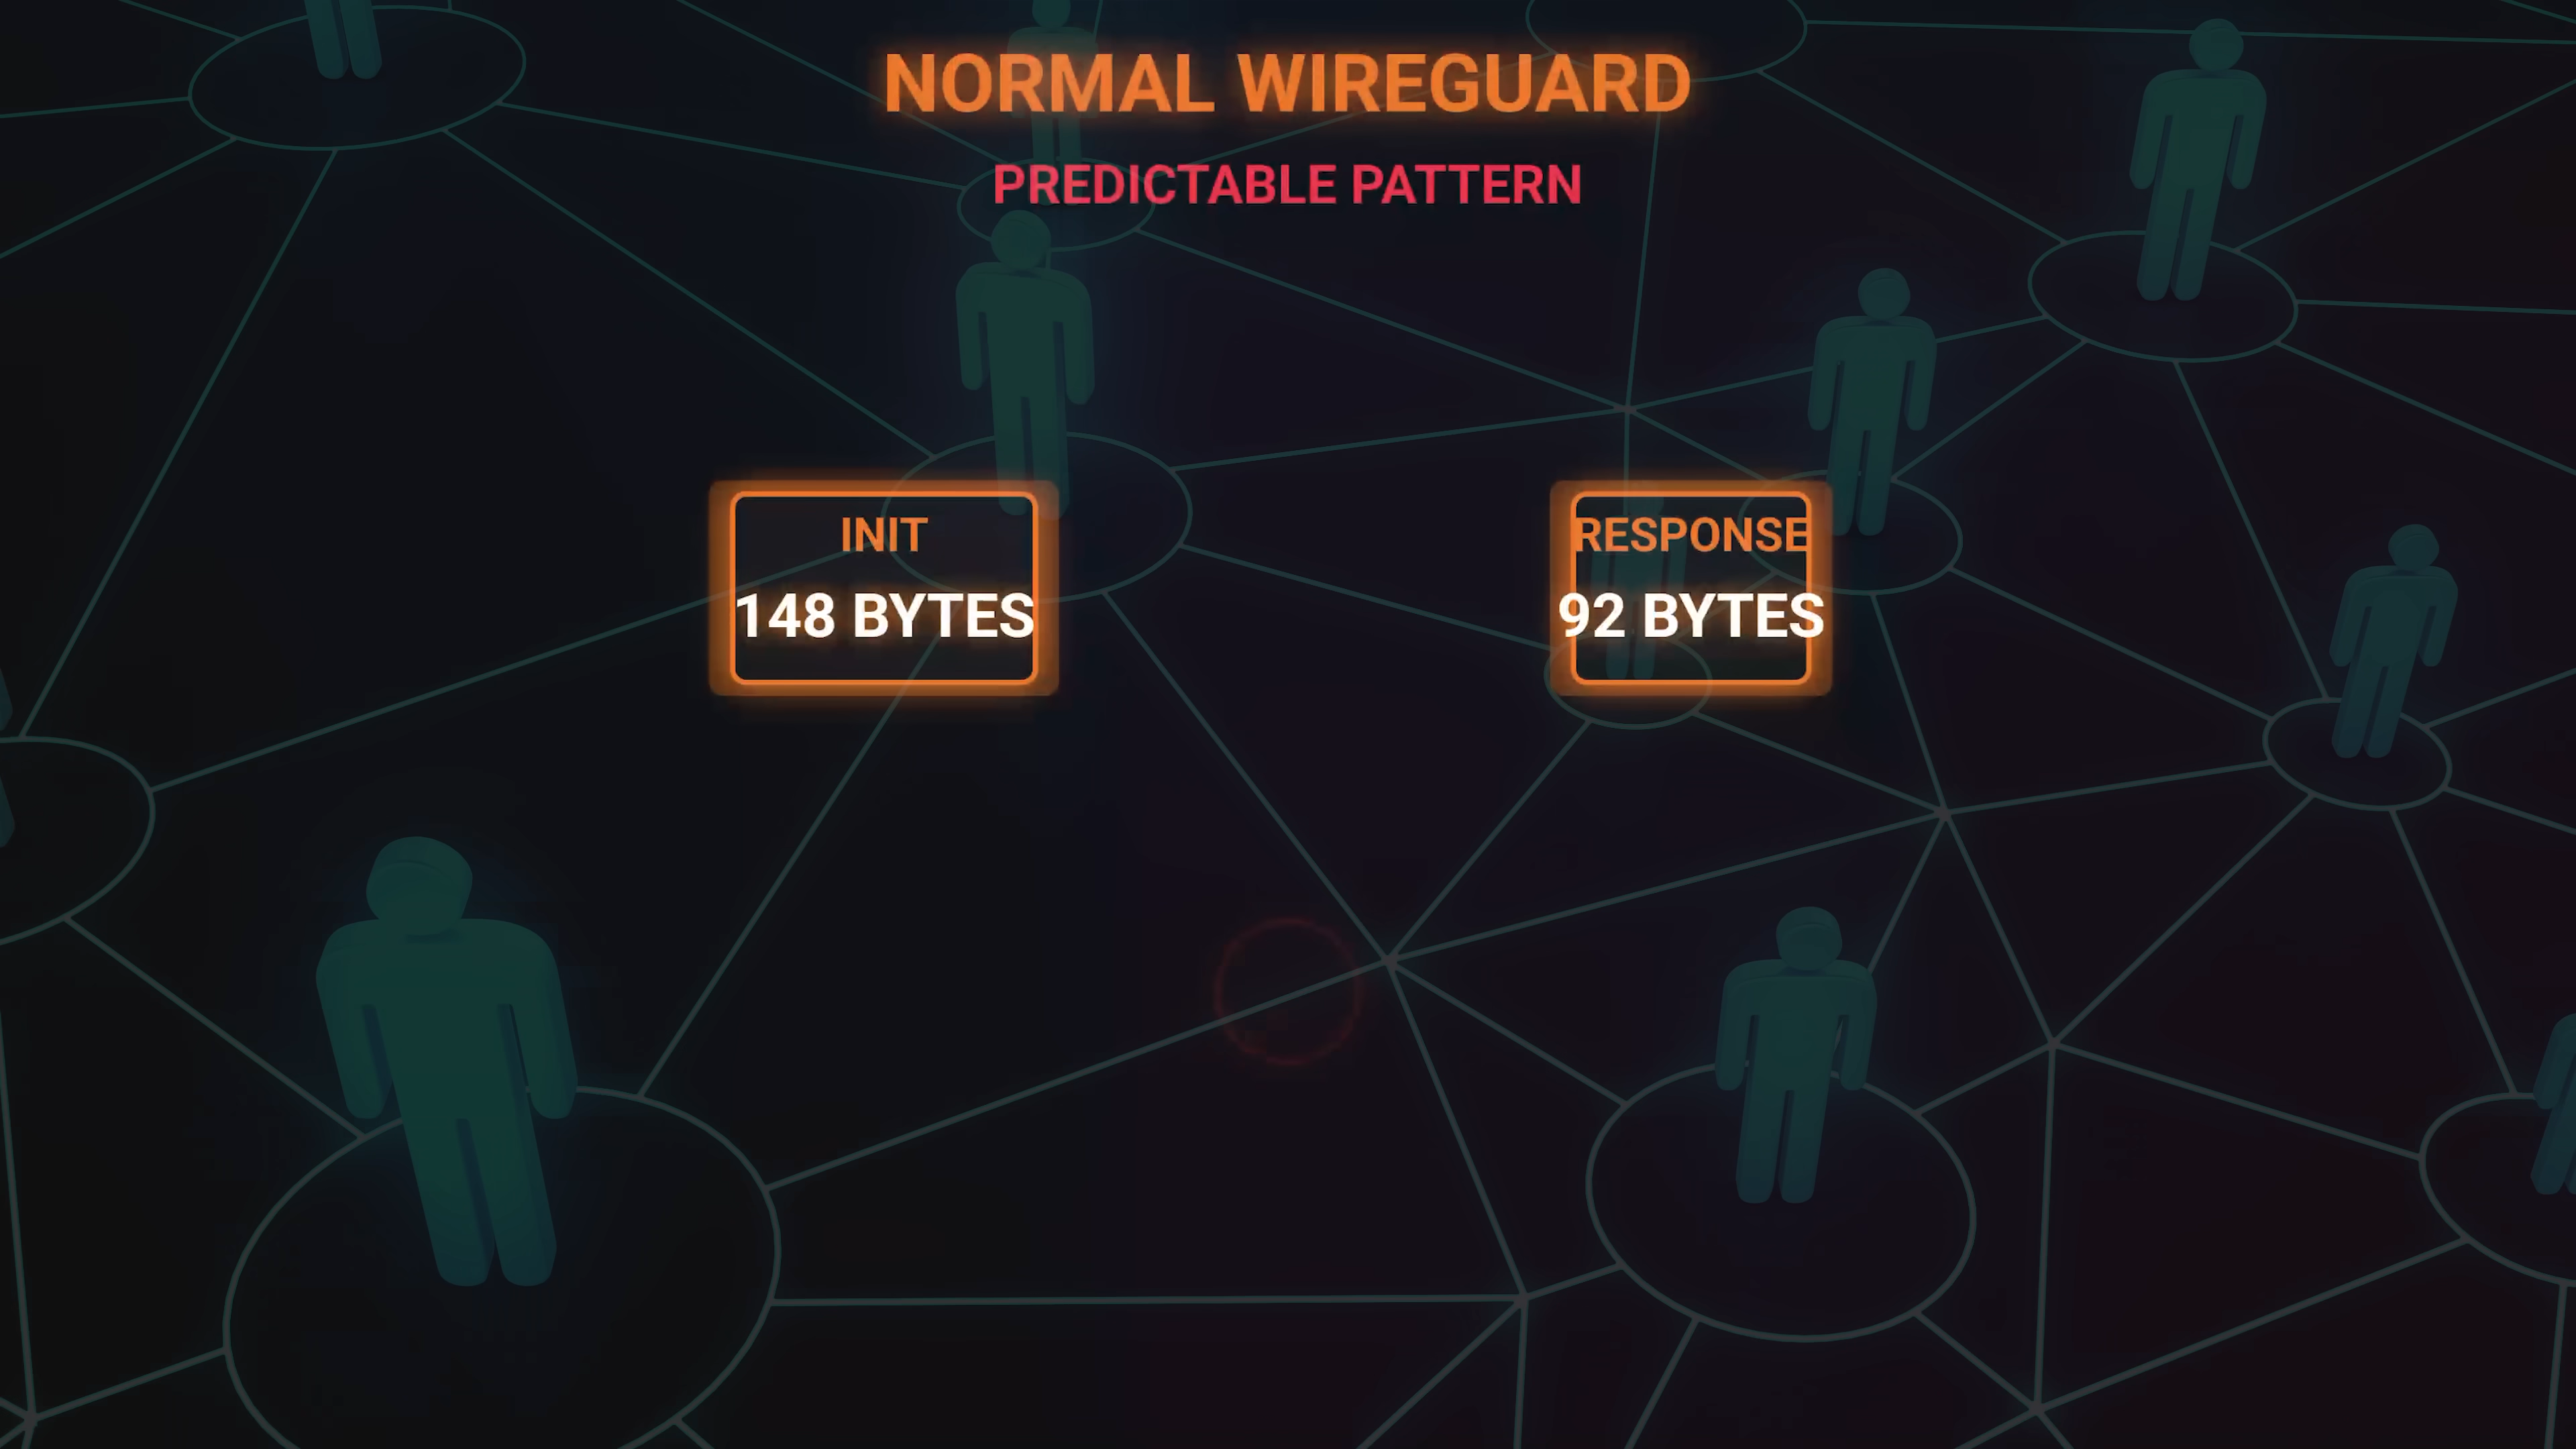 NORMAL WIREGUARD
PREDICTABLE PATTERN
INIT
148 BYTES
RESPONSE
92 BYTES